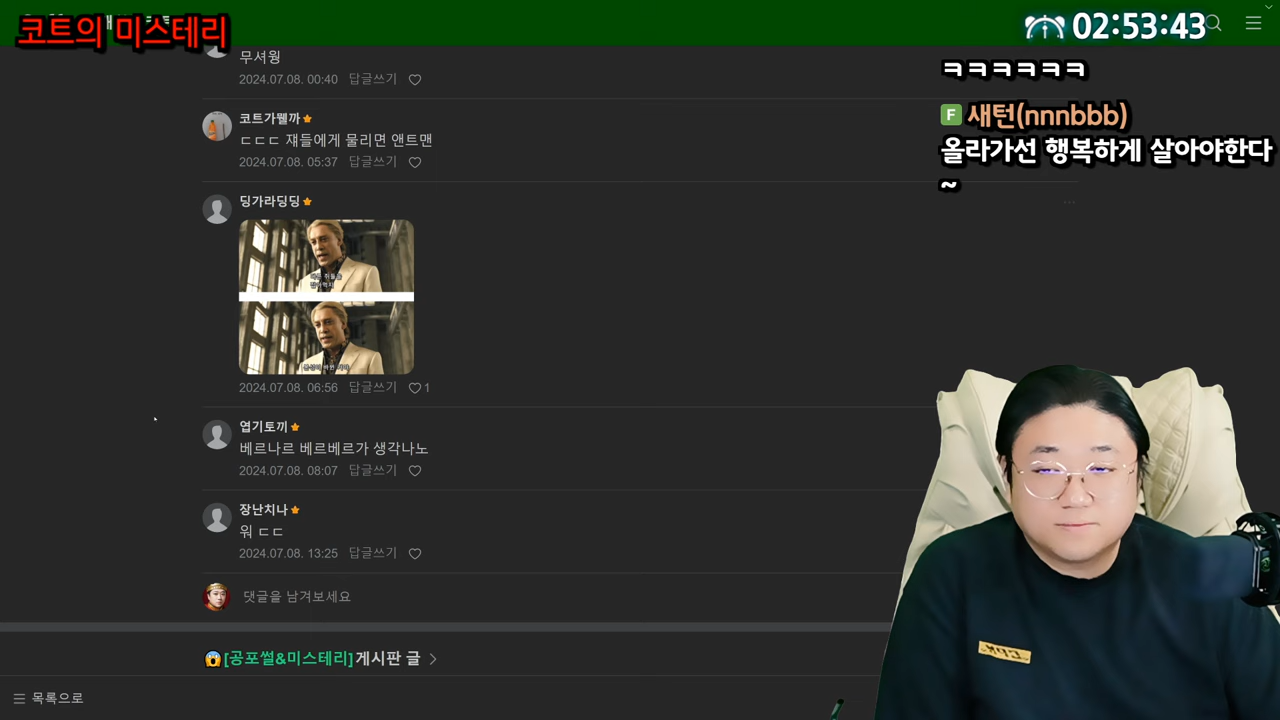 코트의 미스테리
02:53:43
ㅋㅋㅋㅋㅋㅋ
F 새턴(nnnbbb)
올라가선 행복하게 살아야한다
~
무셔웡
2024.07.08. 00:40 답글쓰기
코트가뭴까
ㄷㄷㄷ 쟤들에게 물리면 앤트맨
2024.07.08. 05:37 답글쓰기
딩가라딩딩
2024.07.08. 06:56 답글쓰기 1
엽기토끼
베르나르 베르베르가 생각나노
2024.07.08. 08:07 답글쓰기
장난치나
워 ㄷㄷ
2024.07.08. 13:25 답글쓰기
댓글을 남겨보세요
[공포썰&미스테리] 게시판 글
목록으로